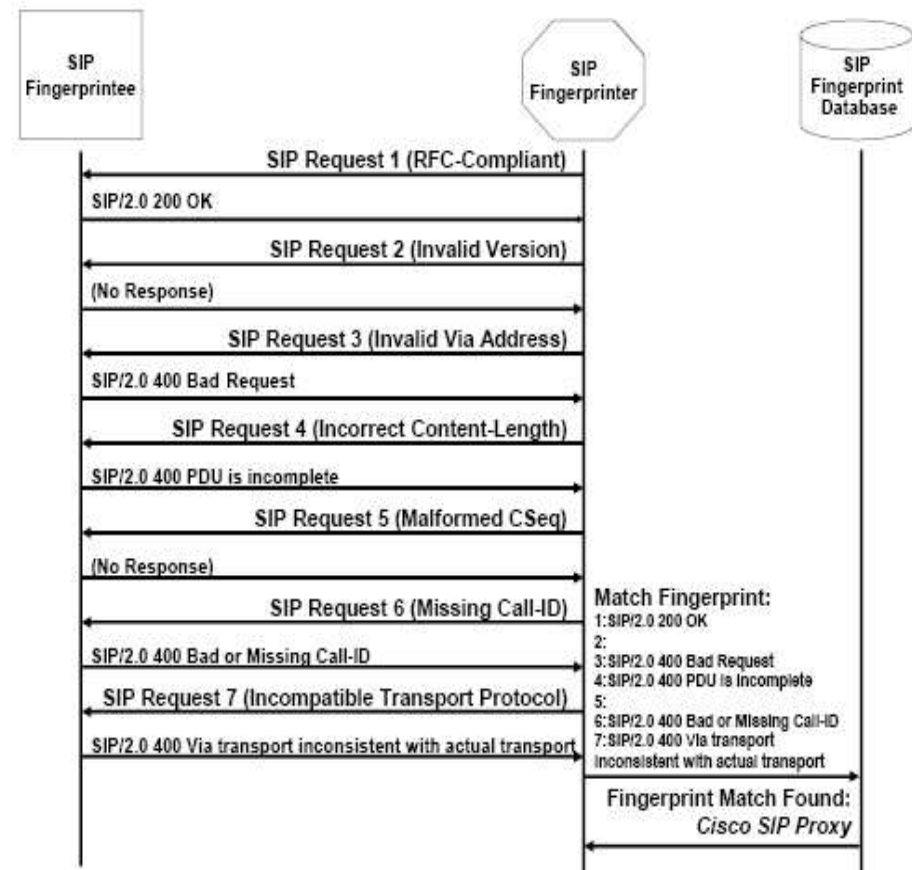 SIP
Fingerprintee
SIP
Fingerprinter
SIP
Fingerprint
Database
SIP Request 1 (RFC-Compliant)
SIP/2.0 200 OK
SIP Request 2 (Invalid Version)
(No Response)
SIP Request 3 (Invalid Via Address)
SIP/2.0 400 Bad Request
SIP Request 4 (Incorrect Content-Length)
SIP/2.0 400 PDU is incomplete
SIP Request 5 (Malformed CSeq)
(No Response)
SIP Request 6 (Missing Call-ID)
SIP/2.0 400 Bad or Missing Call-ID
SIP Request 7 (Incompatible Transport Protocol)
SIP/2.0 400 Via transport inconsistent with actual transport
Match Fingerprint:
1:SIP/2.0 200 OK
2:
3:SIP/2.0 400 Bad Request
4:SIP/2.0 400 PDU is Incomplete
5:
6:SIP/2.0 400 Bad or Missing Call-ID
7:SIP/2.0 400 Via transport
Inconsistent with actual transport
Fingerprint Match Found:
Cisco SIP Proxy